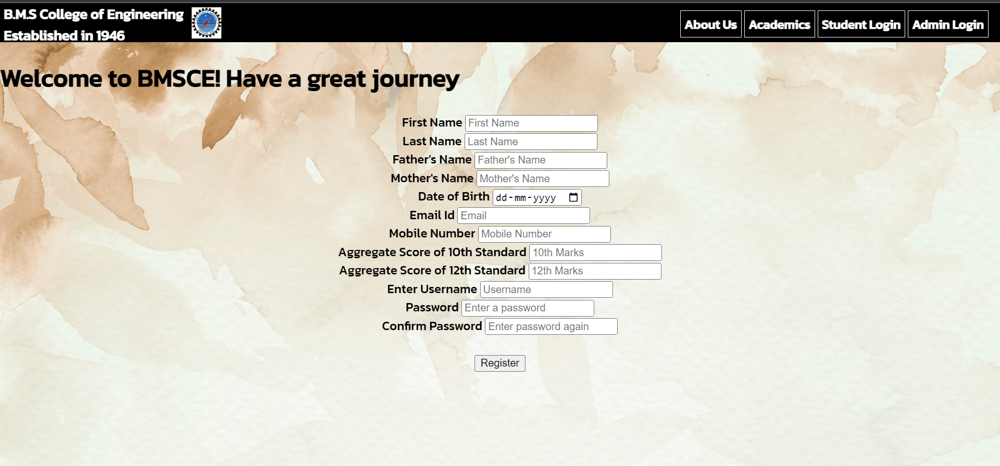 B.M.S College of Engineering
Established in 1946
About Us
Academics
Student Login
Admin Login
Welcome to BMSCE! Have a great journey
First Name First Name
Last Name Last Name
Father's Name Father's Name
Mother's Name Mother's Name
Date of Birth dd-mm-yyyy
Email Id Email
Mobile Number Mobile Number
Aggregate Score of 10th Standard 10th Marks
Aggregate Score of 12th Standard 12th Marks
Enter Username Username
Password Enter a password
Confirm Password Enter password again
Register